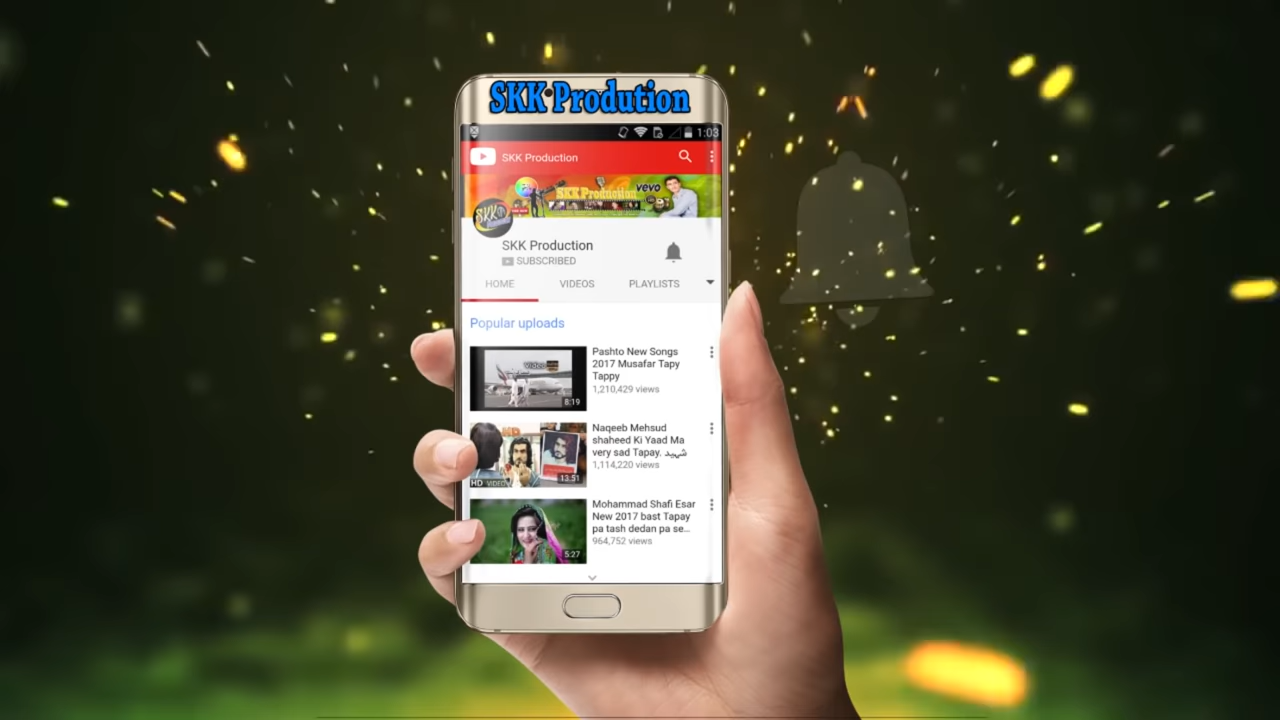 SKK Prodution
1:03
SKK Production
SKK Production vevo
SKK
SKK Production
SUBSCRIBED
HOME VIDEOS PLAYLISTS
Popular uploads
Pashto New Songs
2017 Musafar Tapy
Tappy
1,210,429 views
Video
8:19
Naqeeb Mehsud
shaheed Ki Yaad Ma
very sad Tapay. شہید
1,114,220 views
HD VIDEO
13:51
Mohammad Shafi Esar
New 2017 bast Tapay
pa tash dedan pa se...
964,752 views
5:27